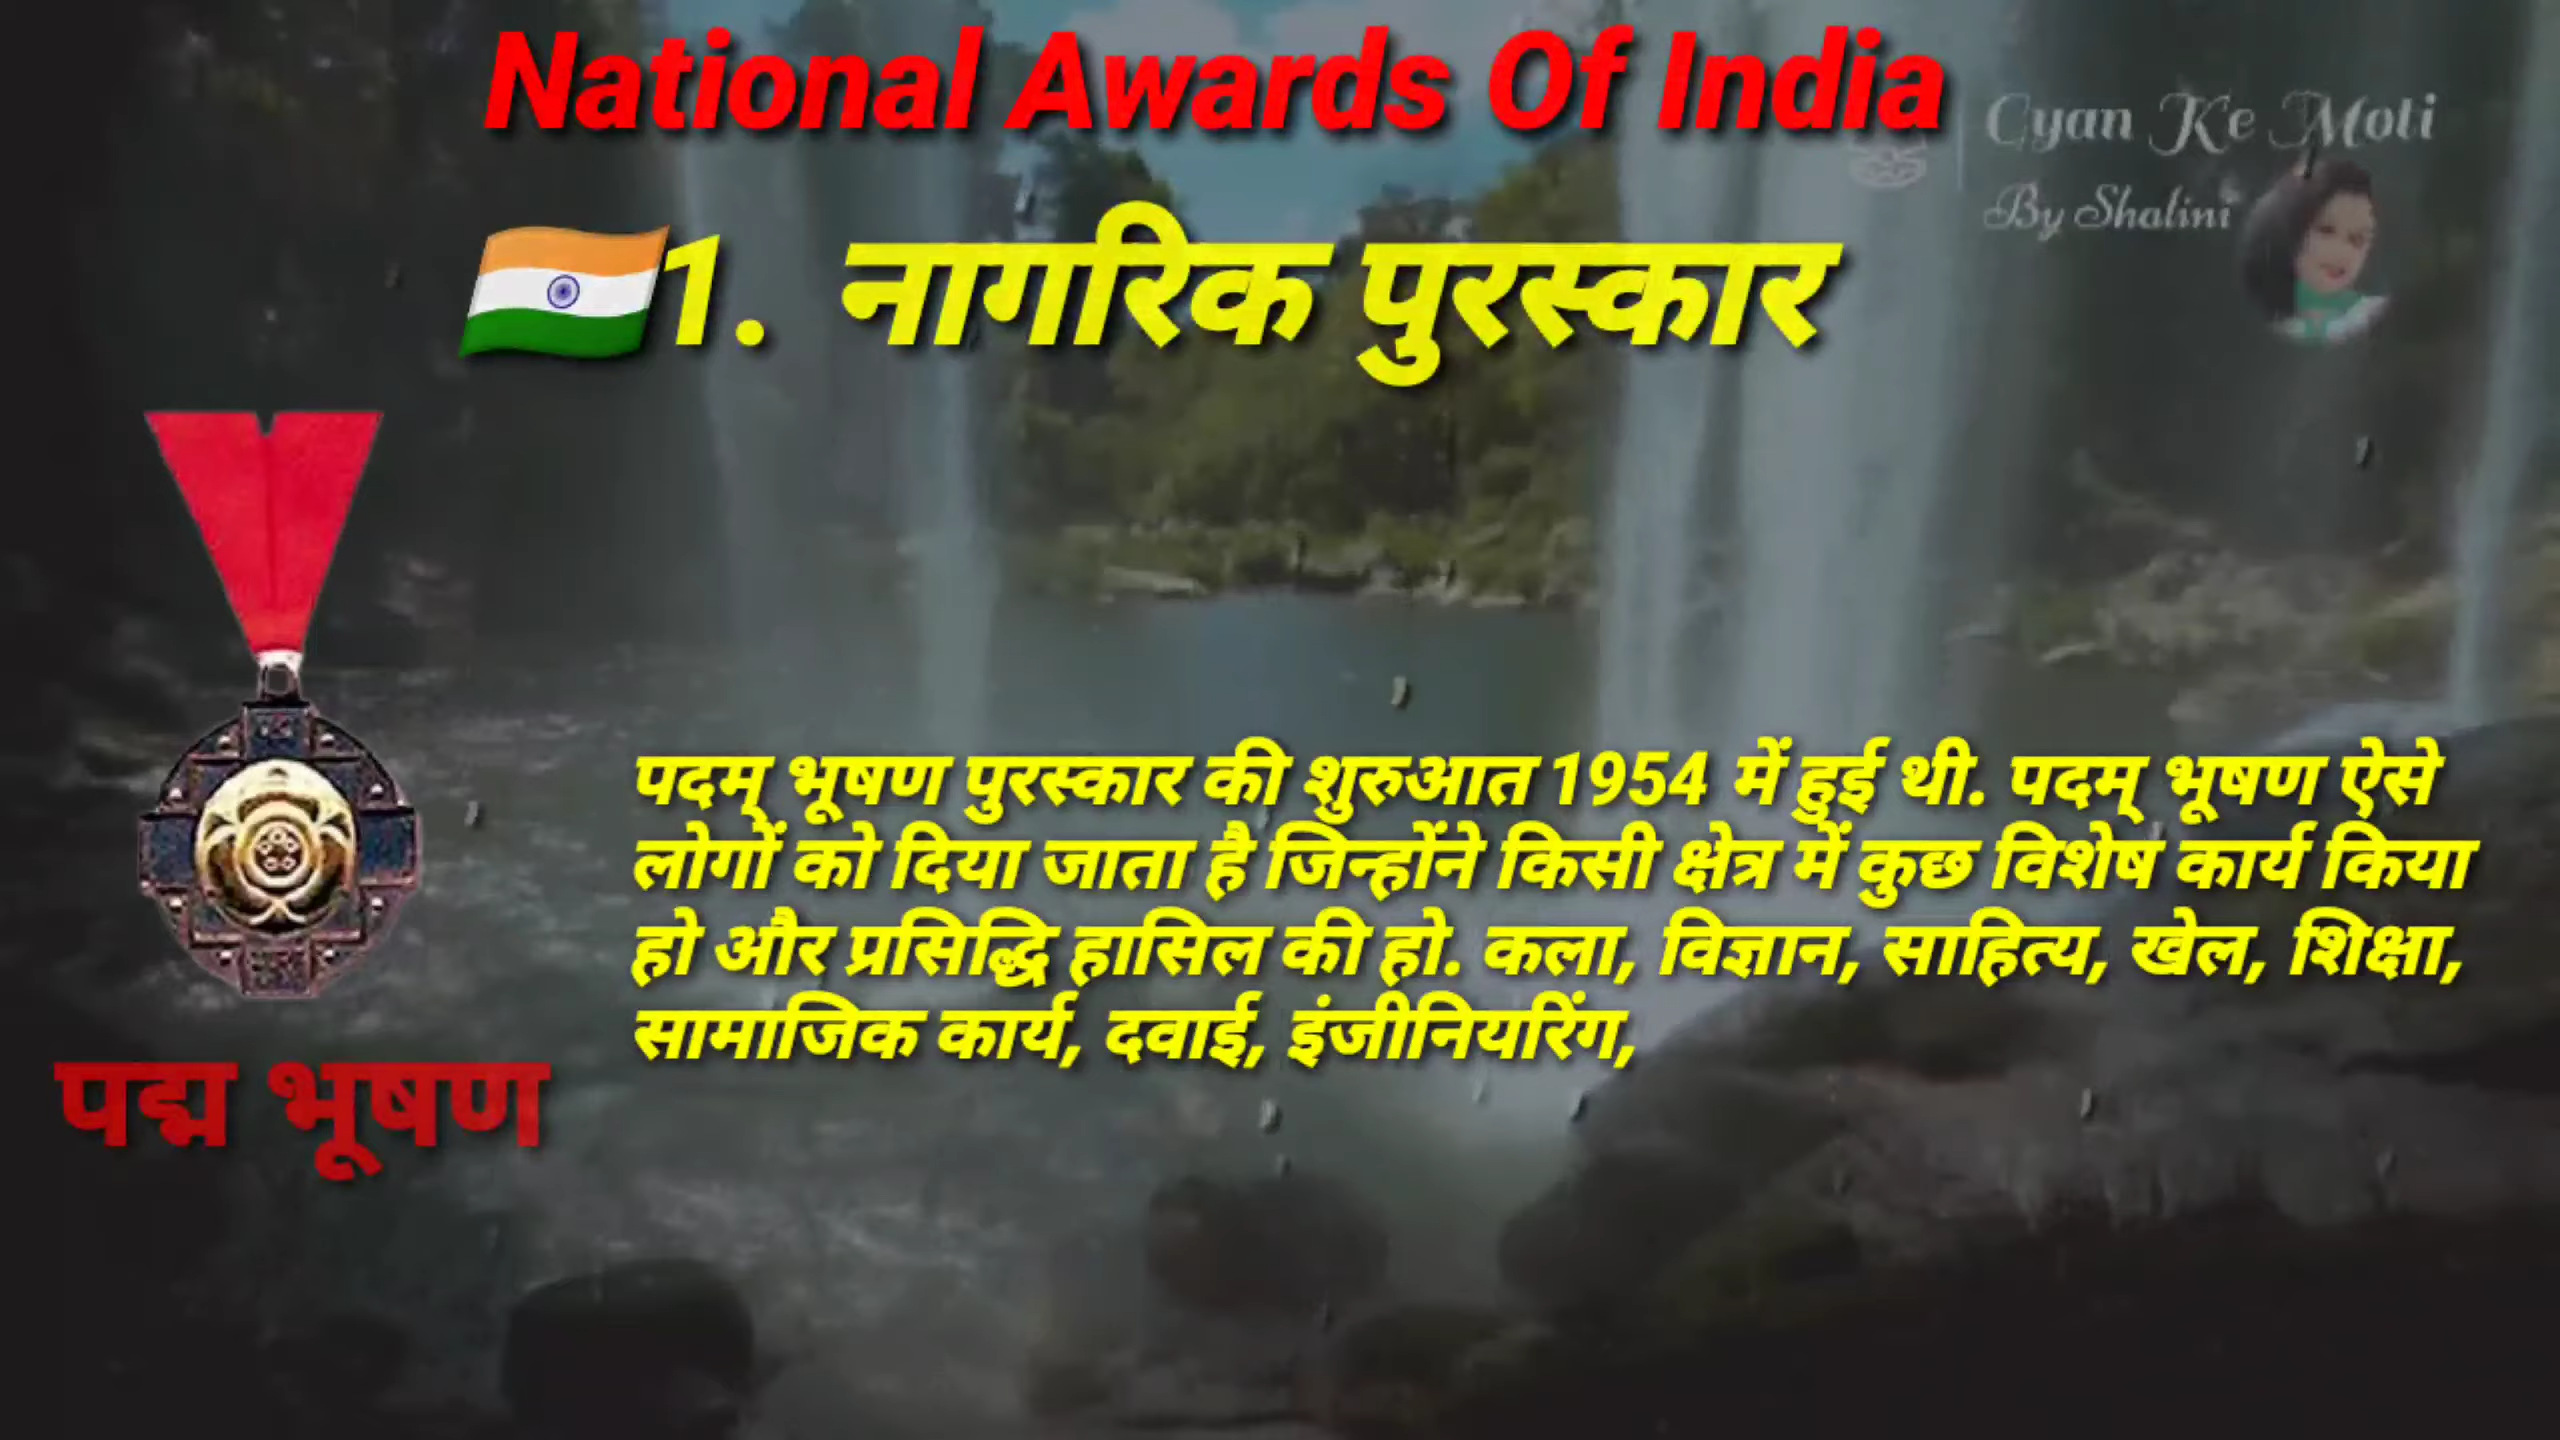 National Awards Of India
Gyan Ke Moti
By Shalini
1. नागरिक पुरस्कार
पदम् भूषण पुरस्कार की शुरुआत 1954 में हुई थी. पदम् भूषण ऐसे
लोगों को दिया जाता है जिन्होंने किसी क्षेत्र में कुछ विशेष कार्य किया
हो और प्रसिद्धि हासिल की हो. कला, विज्ञान, साहित्य, खेल, शिक्षा,
सामाजिक कार्य, दवाई, इंजीनियरिंग,
पद्म भूषण